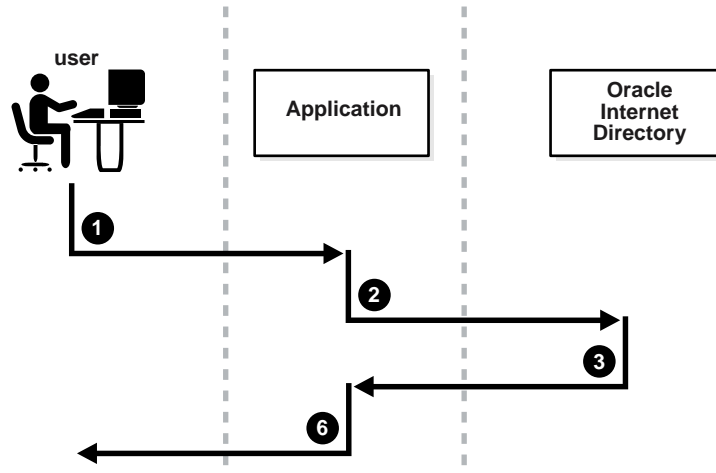 user
Application
Oracle
Internet
Directory
1
2
3
6